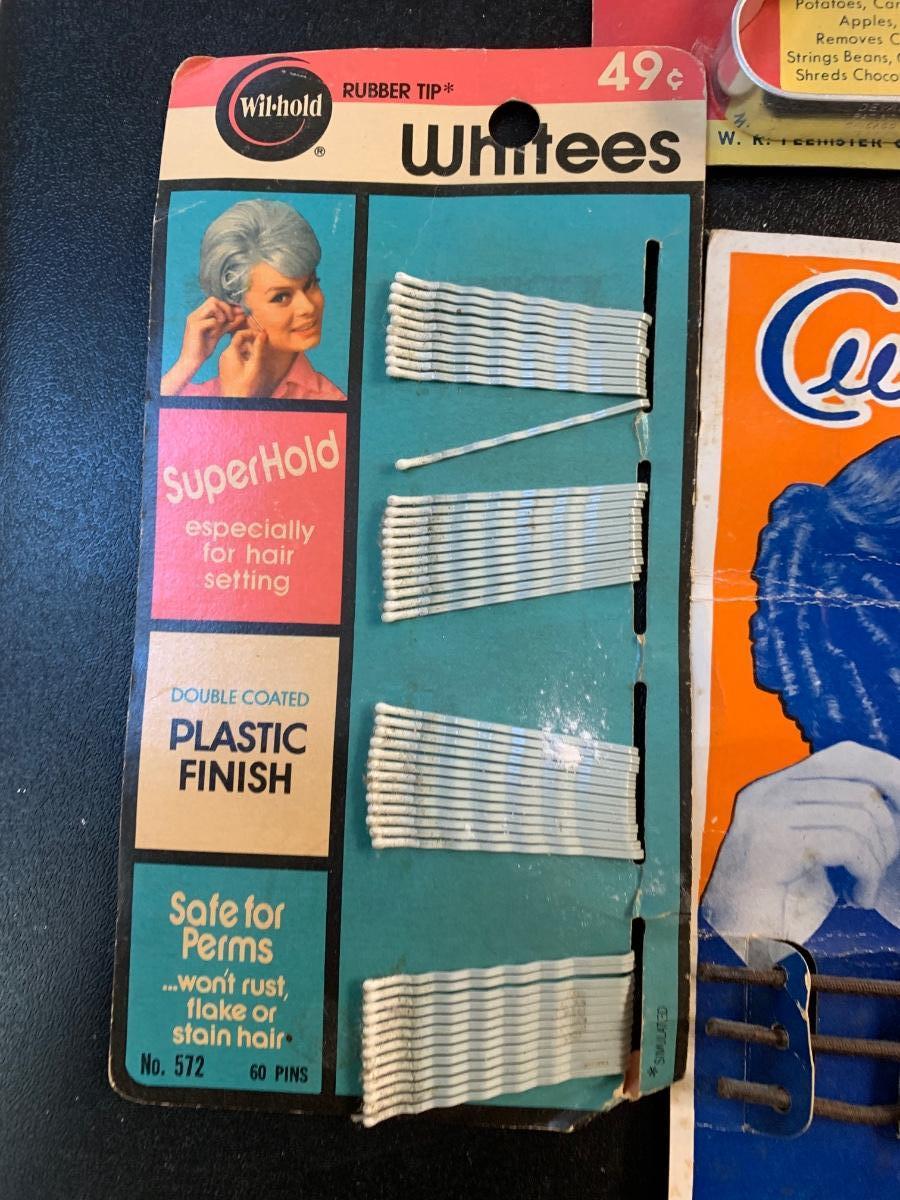 Wil-hold
®
RUBBER TIP*
49¢
Whitees
SuperHold
especially
for hair
setting
DOUBLE COATED
PLASTIC
FINISH
Safe for
Perms
...won't rust,
flake or
stain hair.
No. 572
60 PINS
*SIMULATED
Potatoes, Car
Apples,
Removes C
Strings Beans,
Shreds Choco
W. R.
Cu